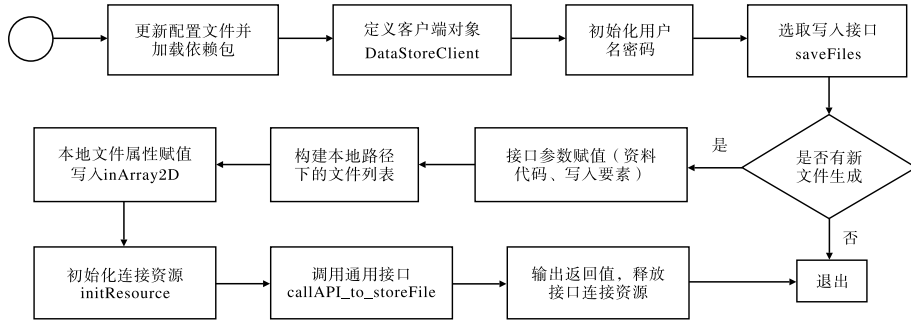 更新配置文件并
加载依赖包
定义客户端对象
DataStoreClient
初始化用户
名密码
选取写入接口
saveFiles
是否有新
文件生成
是
否
接口参数赋值（资料
代码、写入要素）
构建本地路径
下的文件列表
本地文件属性赋值
写入inArray2D
初始化连接资源
initResource
调用通用接口
callAPI_to_storeFile
输出返回值，释放
接口连接资源
退出